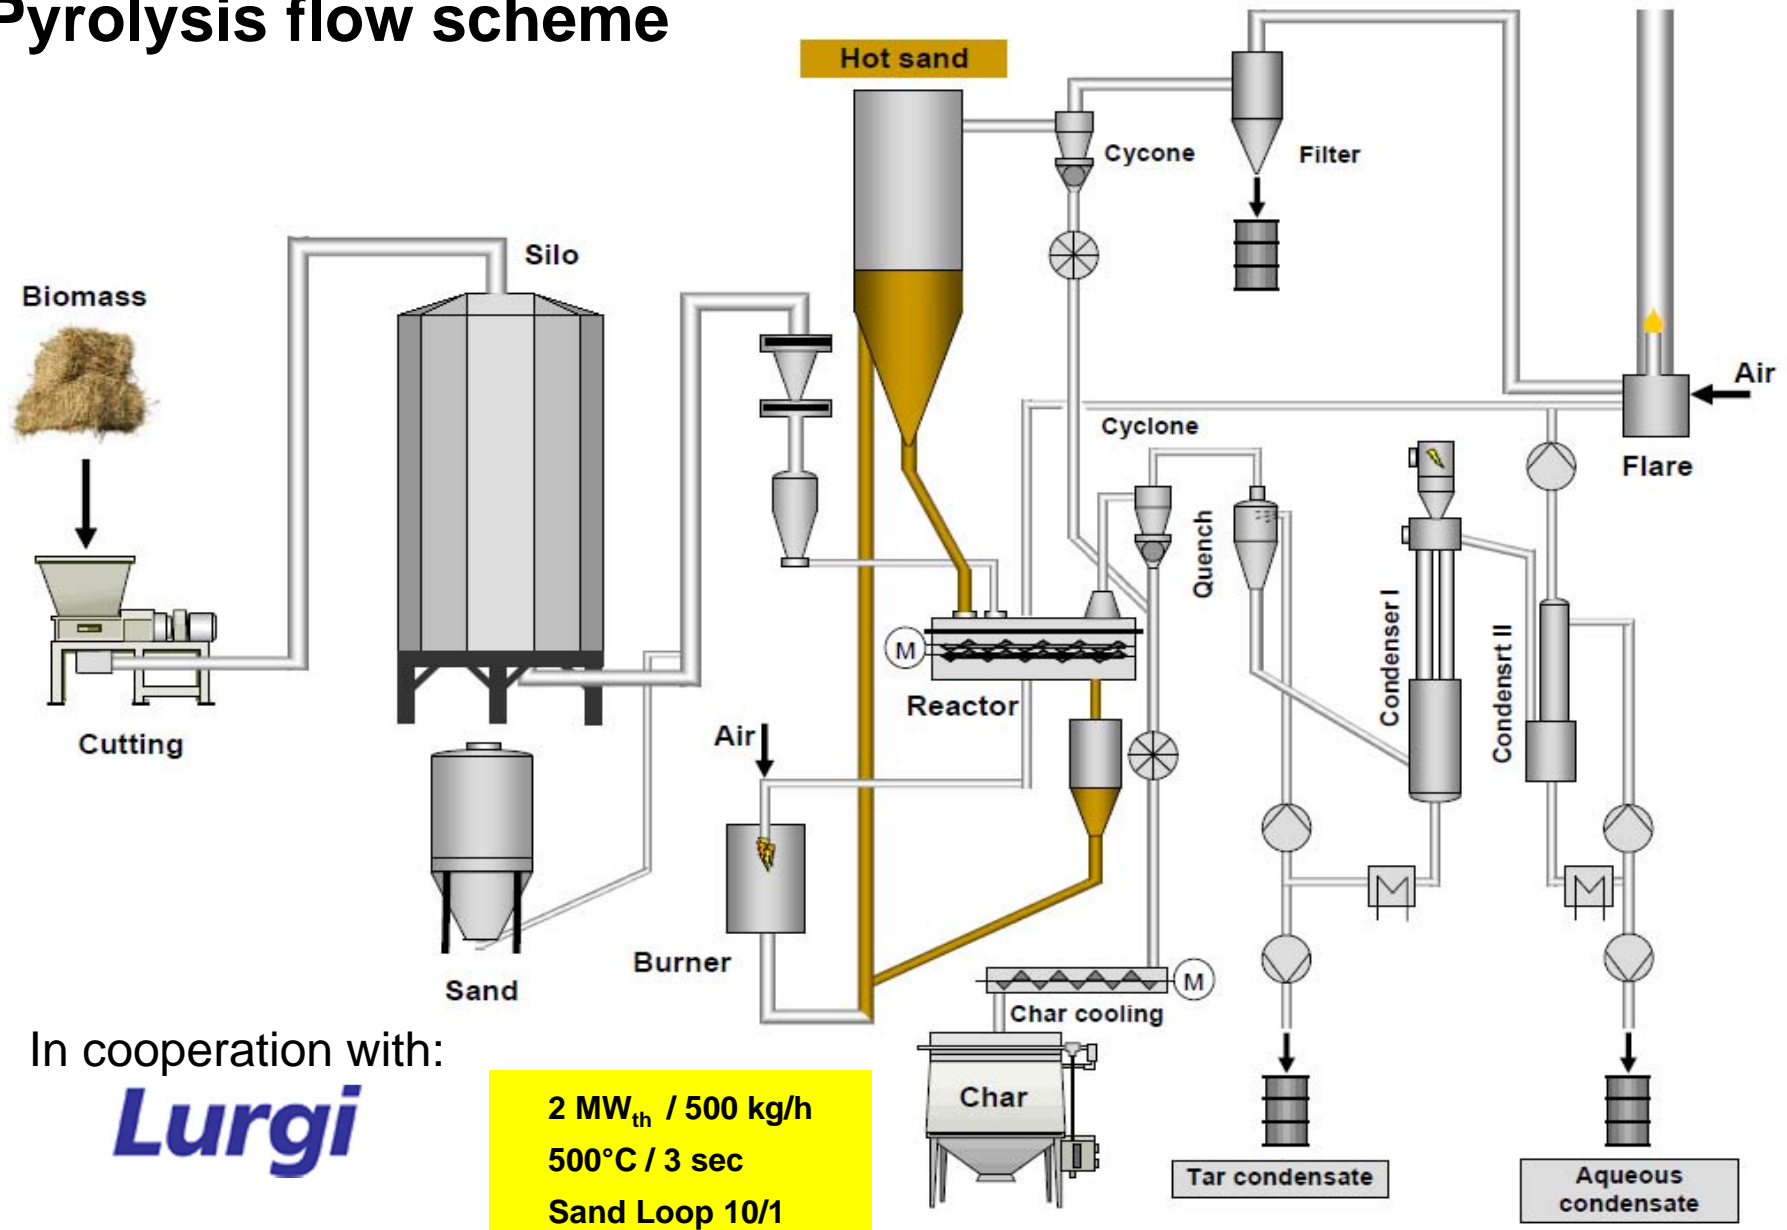 Pyrolysis flow scheme
Hot sand
Cycone
Filter
Silo
Biomass
Air
Cyclone
Flare
Quench
Condenser I
Condensrt II
M
Reactor
Cutting
Air
Burner
Sand
M
Char cooling
Char
In cooperation with:
Lurgi
2 MWth / 500 kg/h
500°C / 3 sec
Sand Loop 10/1
Tar condensate
Aqueous
condensate